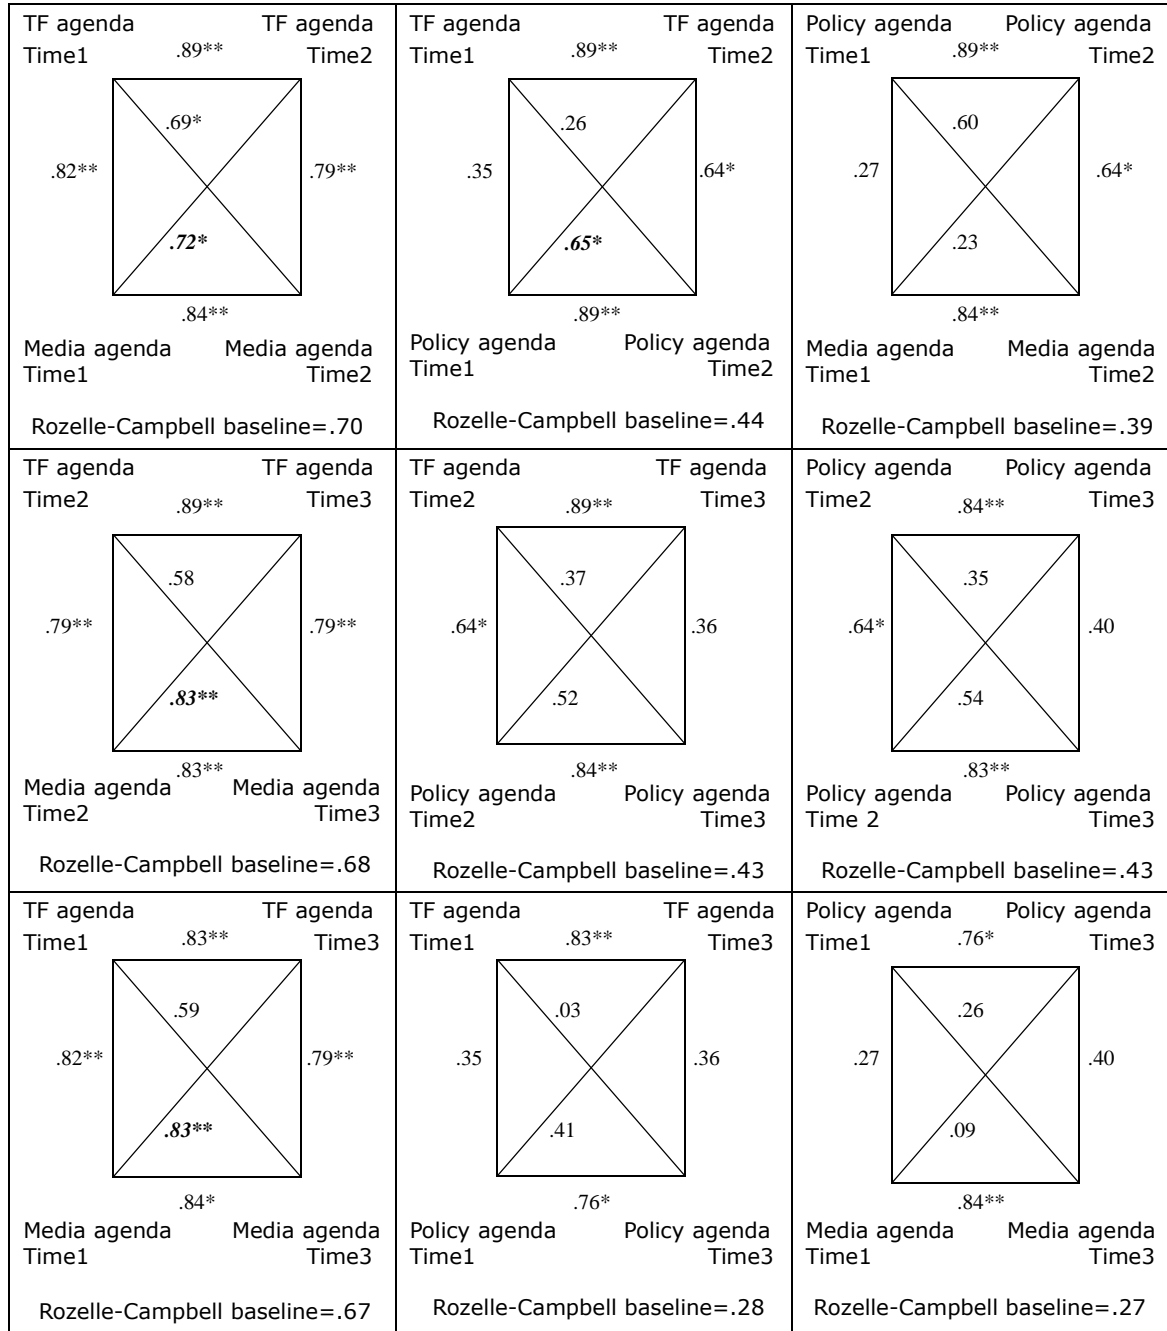 TF agenda TF agenda
Time1 .89** Time2
.69*
.82** .79**
.72*
.84**
Media agenda Media agenda
Time1 Time2
Rozelle-Campbell baseline=.70
TF agenda TF agenda
Time1 .89** Time2
.26
.35 .64*
.65*
.89**
Policy agenda Policy agenda
Time1 Time2
Rozelle-Campbell baseline=.44
Policy agenda Policy agenda
Time1 .89** Time2
.60
.27 .64*
.23
.84**
Media agenda Media agenda
Time1 Time2
Rozelle-Campbell baseline=.39
TF agenda TF agenda
Time2 .89** Time3
.58
.79** .79**
.83**
.83**
Media agenda Media agenda
Time2 Time3
Rozelle-Campbell baseline=.68
TF agenda TF agenda
Time2 .89** Time3
.37
.64* .36
.52
.84**
Policy agenda Policy agenda
Time2 Time3
Rozelle-Campbell baseline=.43
Policy agenda Policy agenda
Time2 .84** Time3
.35
.64* .40
.54
.83**
Policy agenda Policy agenda
Time 2 Time3
Rozelle-Campbell baseline=.43
TF agenda TF agenda
Time1 .83** Time3
.59
.82** .79**
.83**
.84*
Media agenda Media agenda
Time1 Time3
Rozelle-Campbell baseline=.67
TF agenda TF agenda
Time1 .83** Time3
.03
.35 .36
.41
.76*
Policy agenda Policy agenda
Time1 Time3
Rozelle-Campbell baseline=.28
Policy agenda Policy agenda
Time1 .76* Time3
.26
.27 .40
.09
.84**
Media agenda Media agenda
Time1 Time3
Rozelle-Campbell baseline=.27